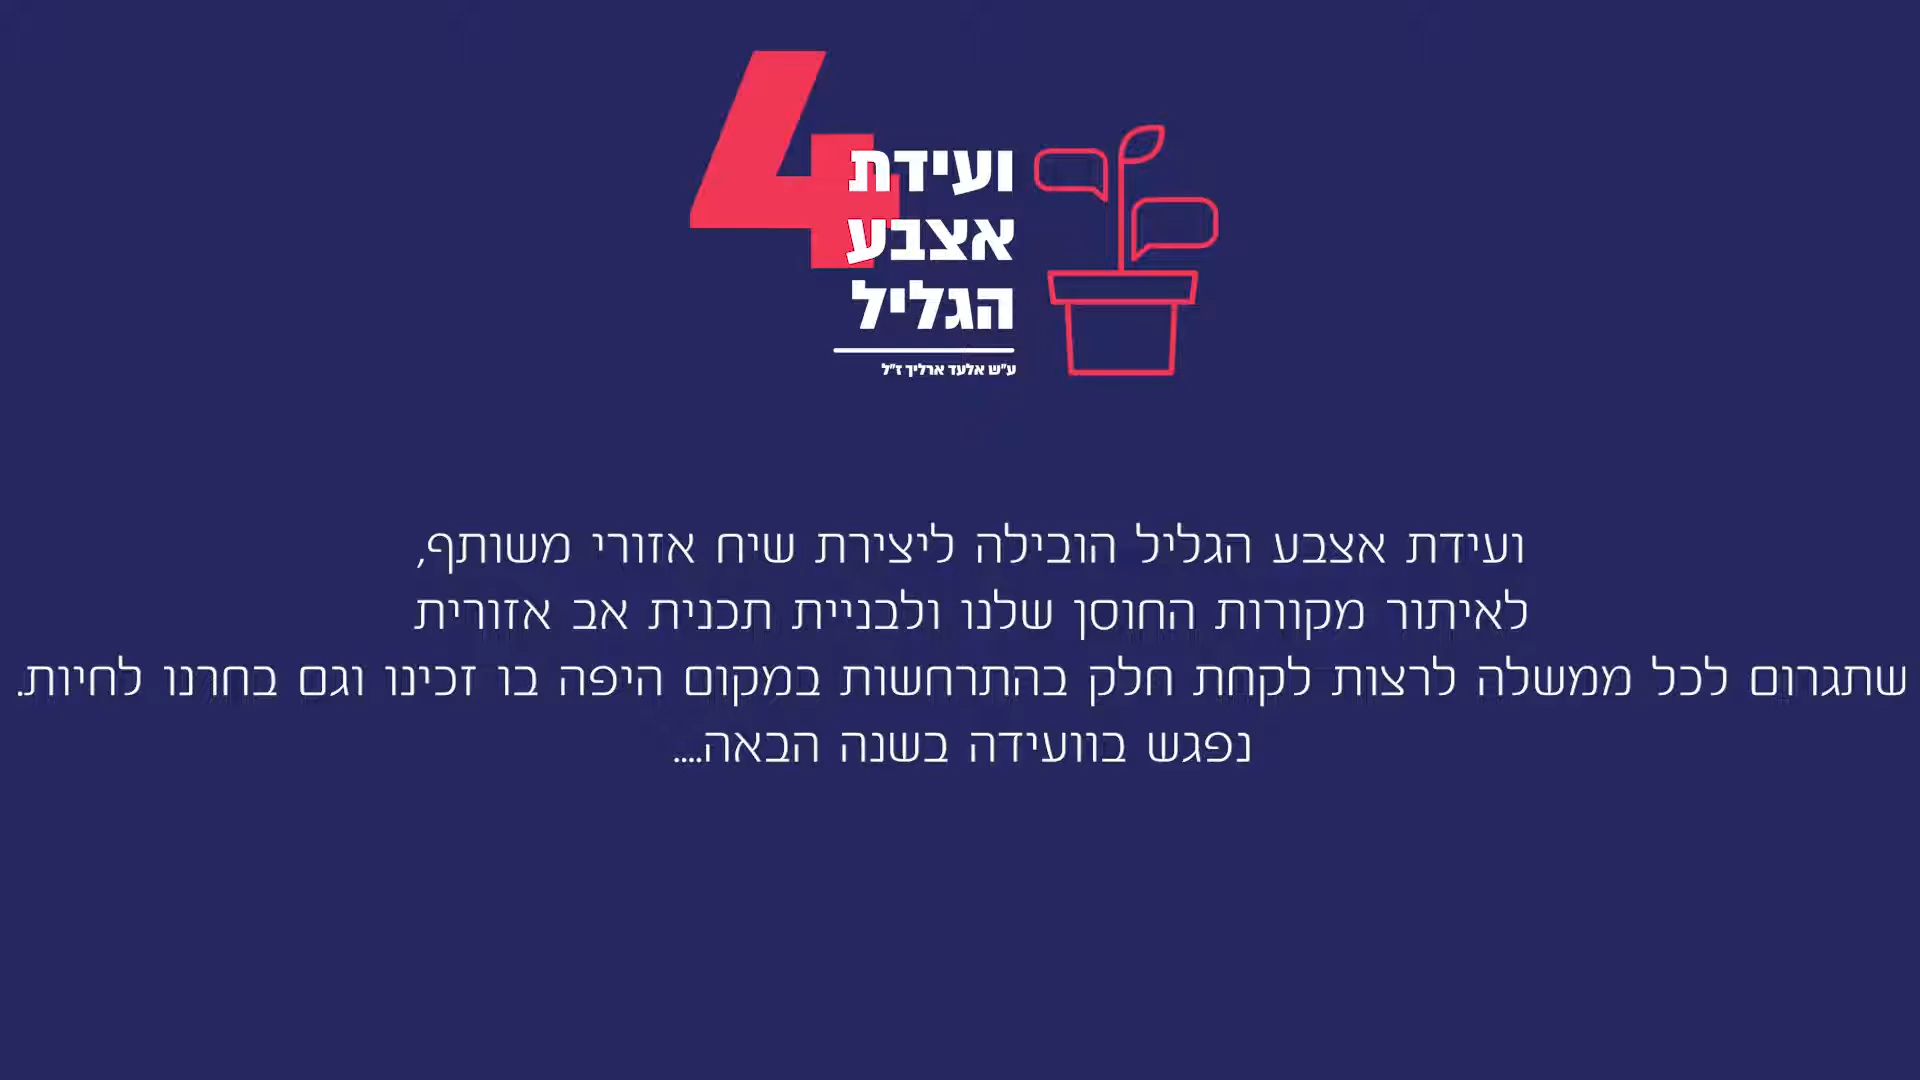 4
ועידת
אצבע
הגליל
ע"ש אלעד ארליך ז"ל
ועידת אצבע הגליל הובילה ליצירת שיח אזורי משותף,
לאיתור מקורות החוסן שלנו ולבניית תכנית אב אזורית
שתגרום לכל ממשלה לרצות לקחת חלק בהתרחשות במקום היפה בו זכינו וגם בחרנו לחיות.
נפגש בוועידה בשנה הבאה....